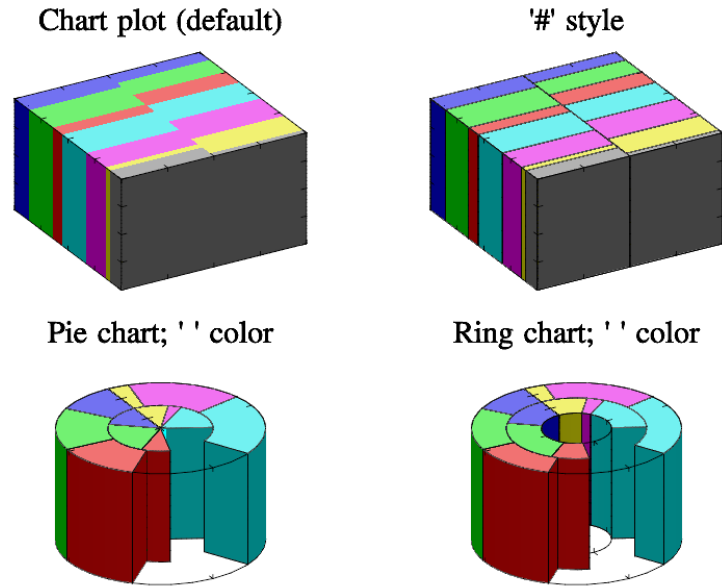 Chart plot (default)
'#' style
Pie chart; ' ' color
Ring chart; ' ' color